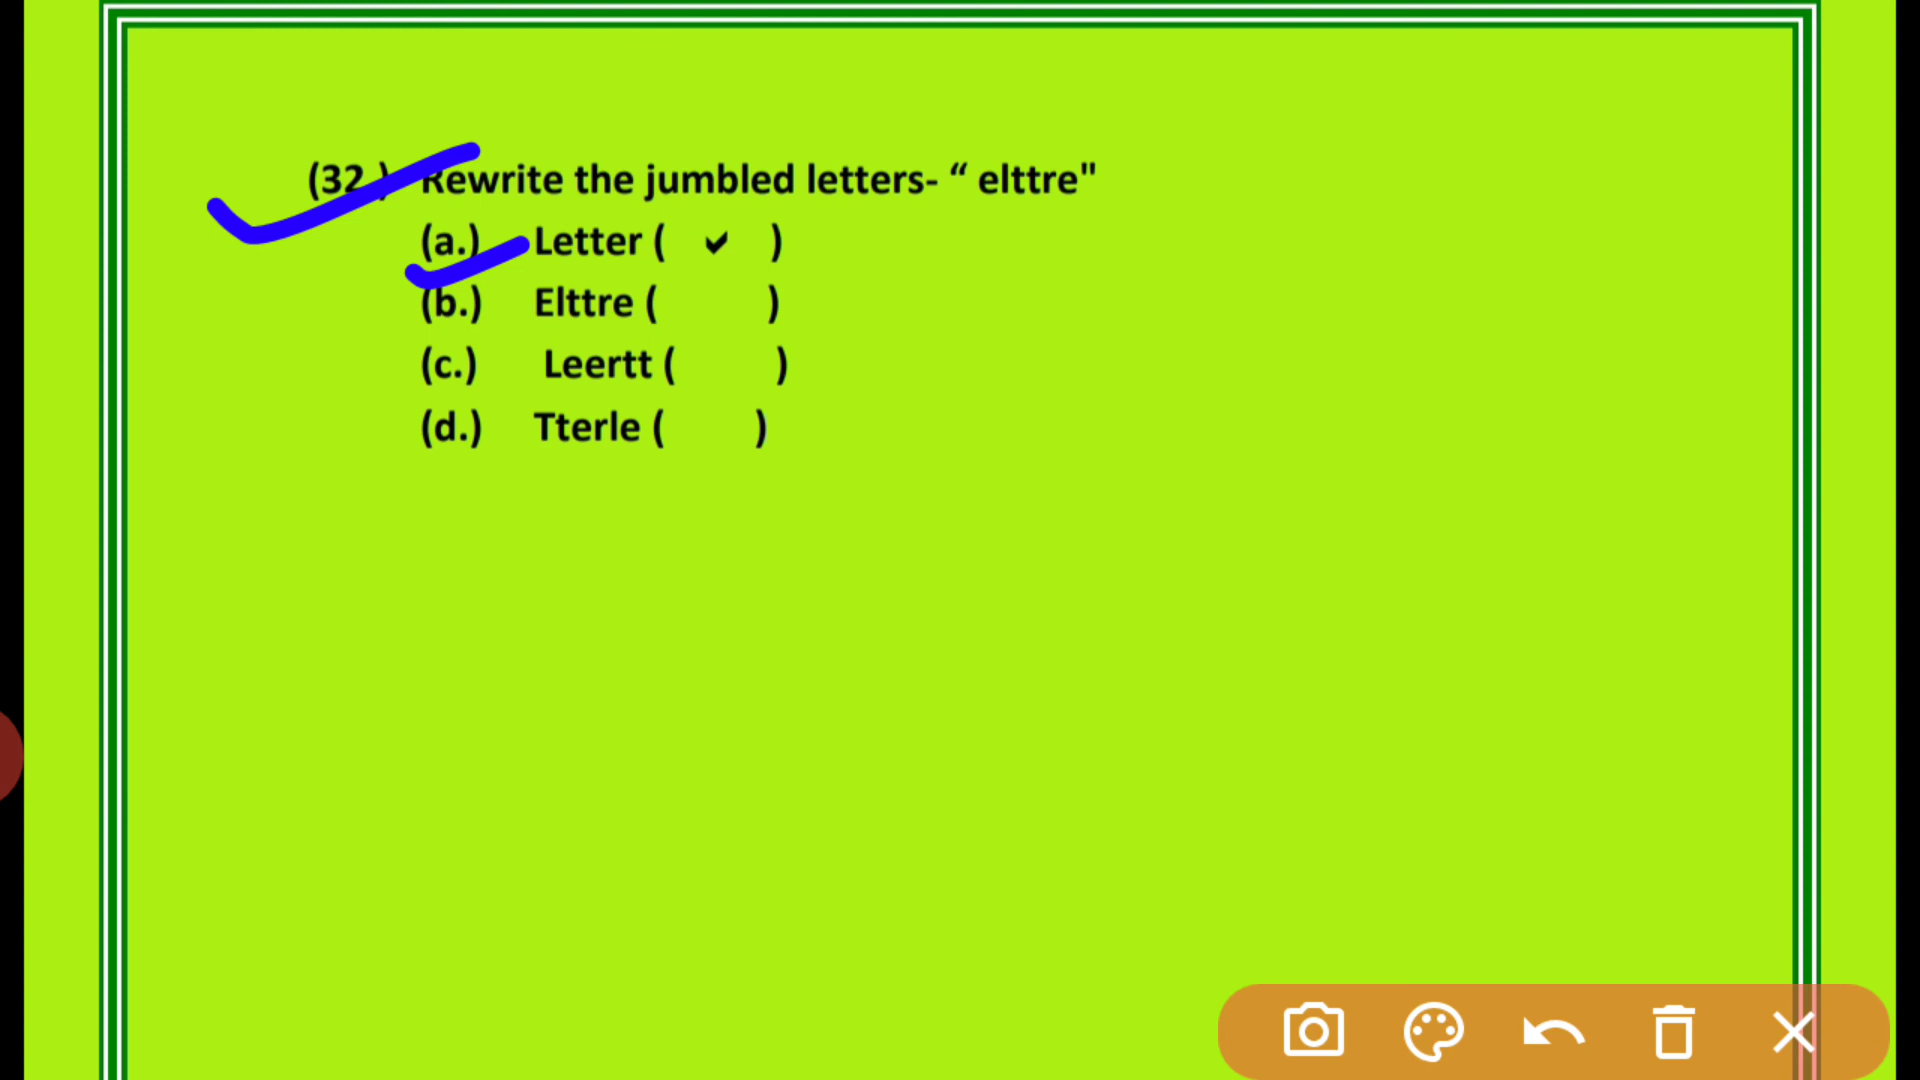 (32.) Rewrite the jumbled letters- “ elttre"
(a.) Letter ( ✔ )
(b.) Elttre ( )
(c.) Leertt ( )
(d.) Tterle ( )